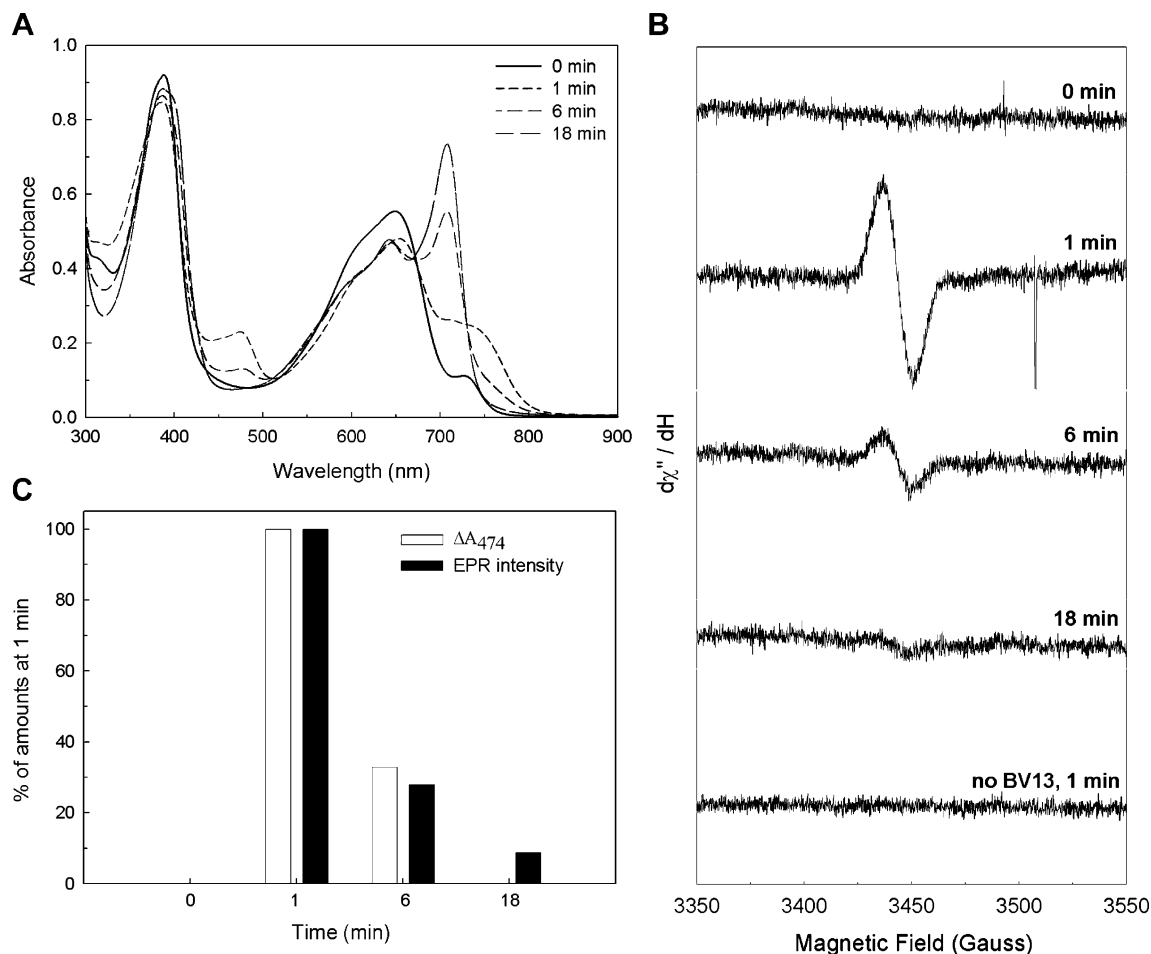 A
1.0
0.8
0.6
0.4
0.2
0.0
Absorbance
300 400 500 600 700 800 900
Wavelength (nm)
0 min
1 min
6 min
18 min
B
0 min
1 min
6 min
18 min
no BV13, 1 min
dχ" / dH
3350 3400 3450 3500 3550
Magnetic Field (Gauss)
C
100
80
60
40
20
0
% of amounts at 1 min
ΔA474
EPR intensity
0 1 6 18
Time (min)